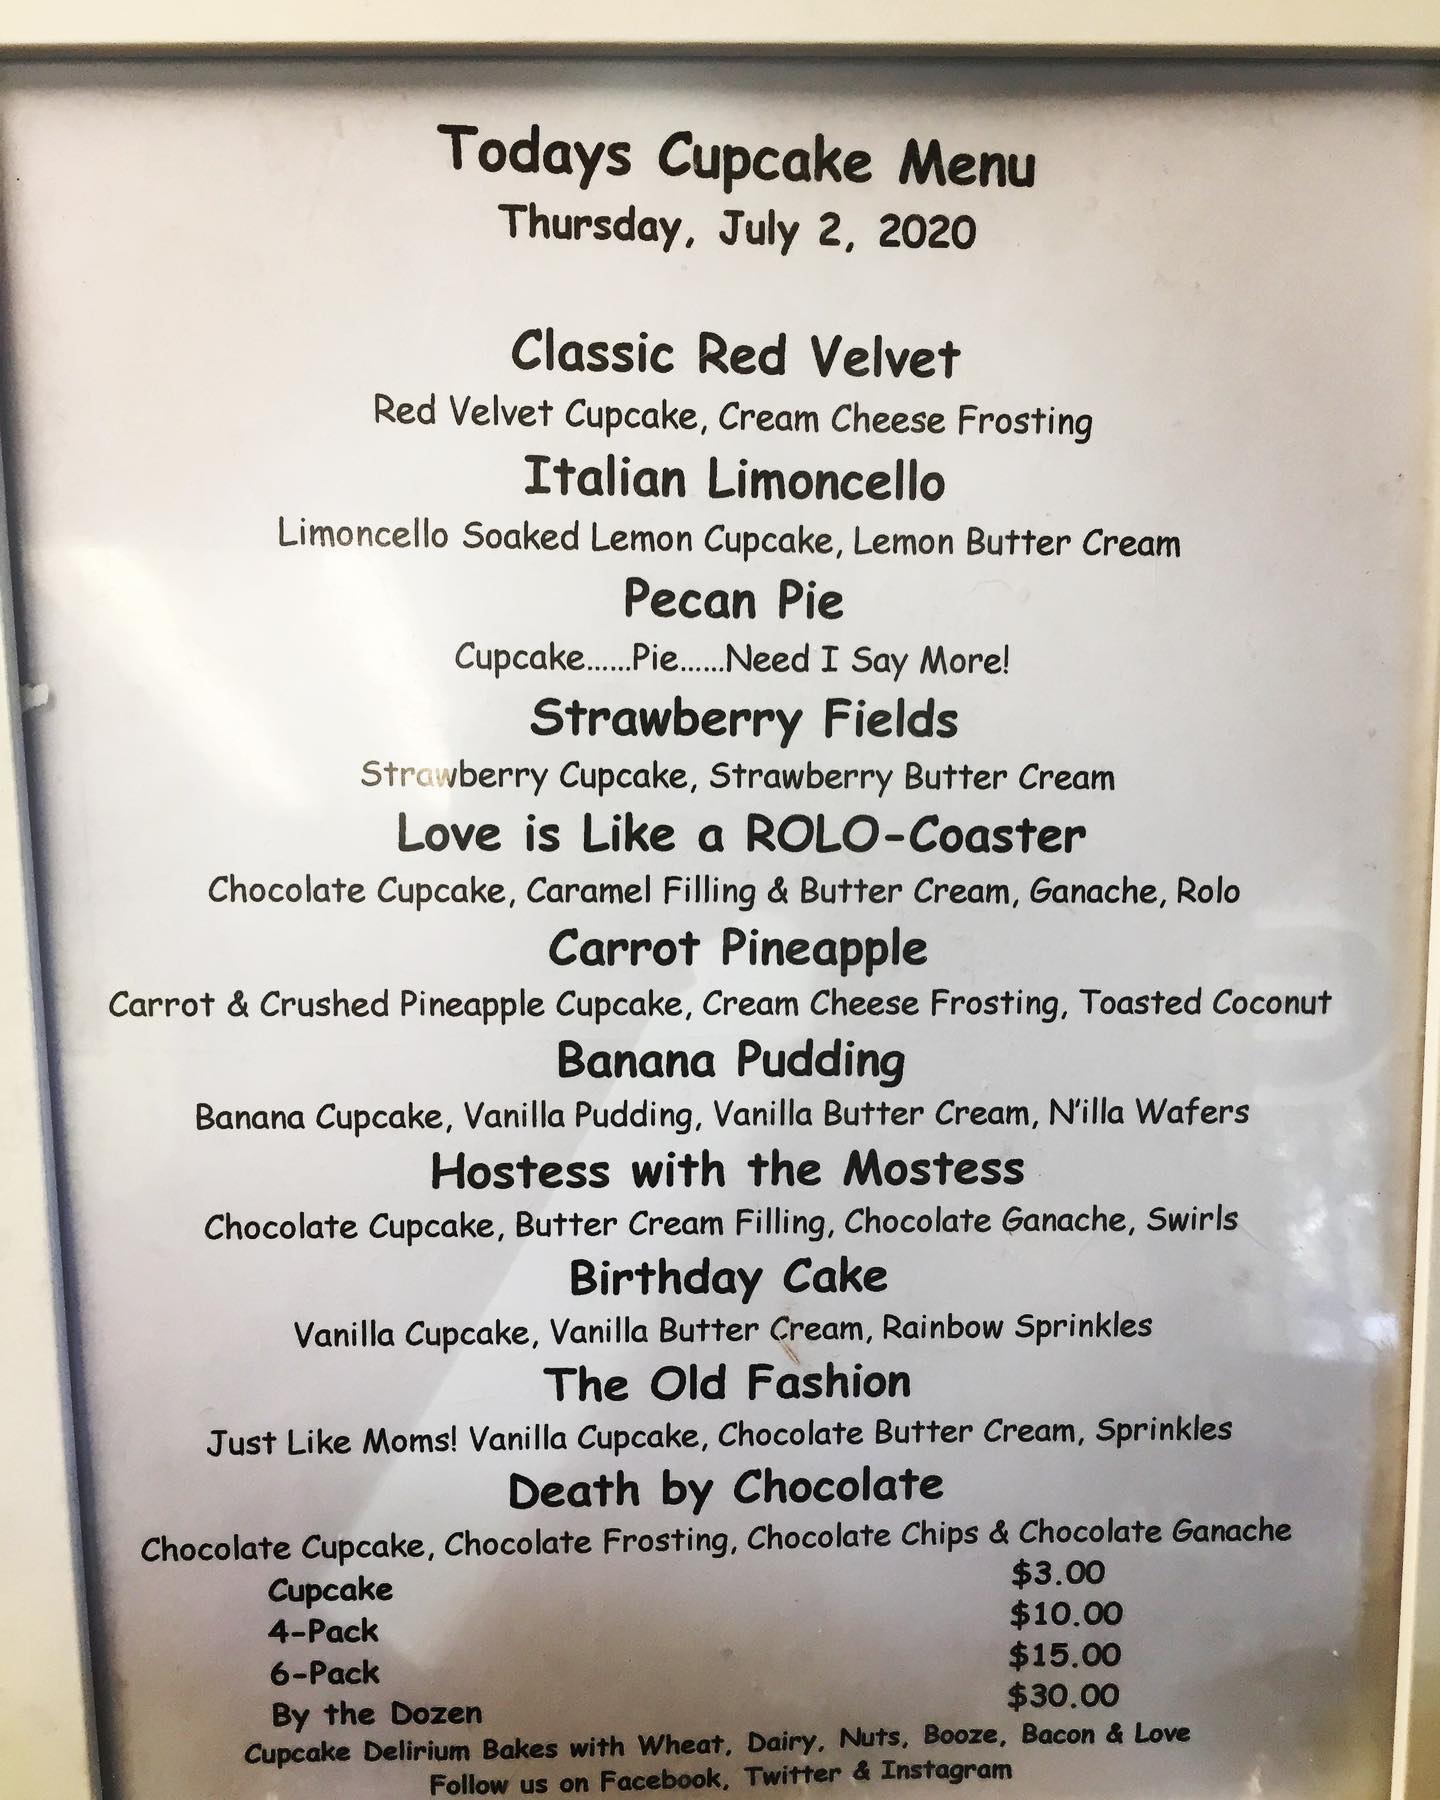 Todays Cupcake Menu
Thursday, July 2, 2020
Classic Red Velvet
Red Velvet Cupcake, Cream Cheese Frosting
Italian Limoncello
Limoncello Soaked Lemon Cupcake, Lemon Butter Cream
Pecan Pie
Cupcake......Pie......Need I Say More!
Strawberry Fields
Strawberry Cupcake, Strawberry Butter Cream
Love is Like a ROLO-Coaster
Chocolate Cupcake, Caramel Filling & Butter Cream, Ganache, Rolo
Carrot Pineapple
Carrot & Crushed Pineapple Cupcake, Cream Cheese Frosting, Toasted Coconut
Banana Pudding
Banana Cupcake, Vanilla Pudding, Vanilla Butter Cream, N'illa Wafers
Hostess with the Mostess
Chocolate Cupcake, Butter Cream Filling, Chocolate Ganache, Swirls
Birthday Cake
Vanilla Cupcake, Vanilla Butter Cream, Rainbow Sprinkles
The Old Fashion
Just Like Moms! Vanilla Cupcake, Chocolate Butter Cream, Sprinkles
Death by Chocolate
Chocolate Cupcake, Chocolate Frosting, Chocolate Chips & Chocolate Ganache
Cupcake $3.00
4-Pack $10.00
6-Pack $15.00
By the Dozen $30.00
Cupcake Delirium Bakes with Wheat, Dairy, Nuts, Booze, Bacon & Love
Follow us on Facebook, Twitter & Instagram